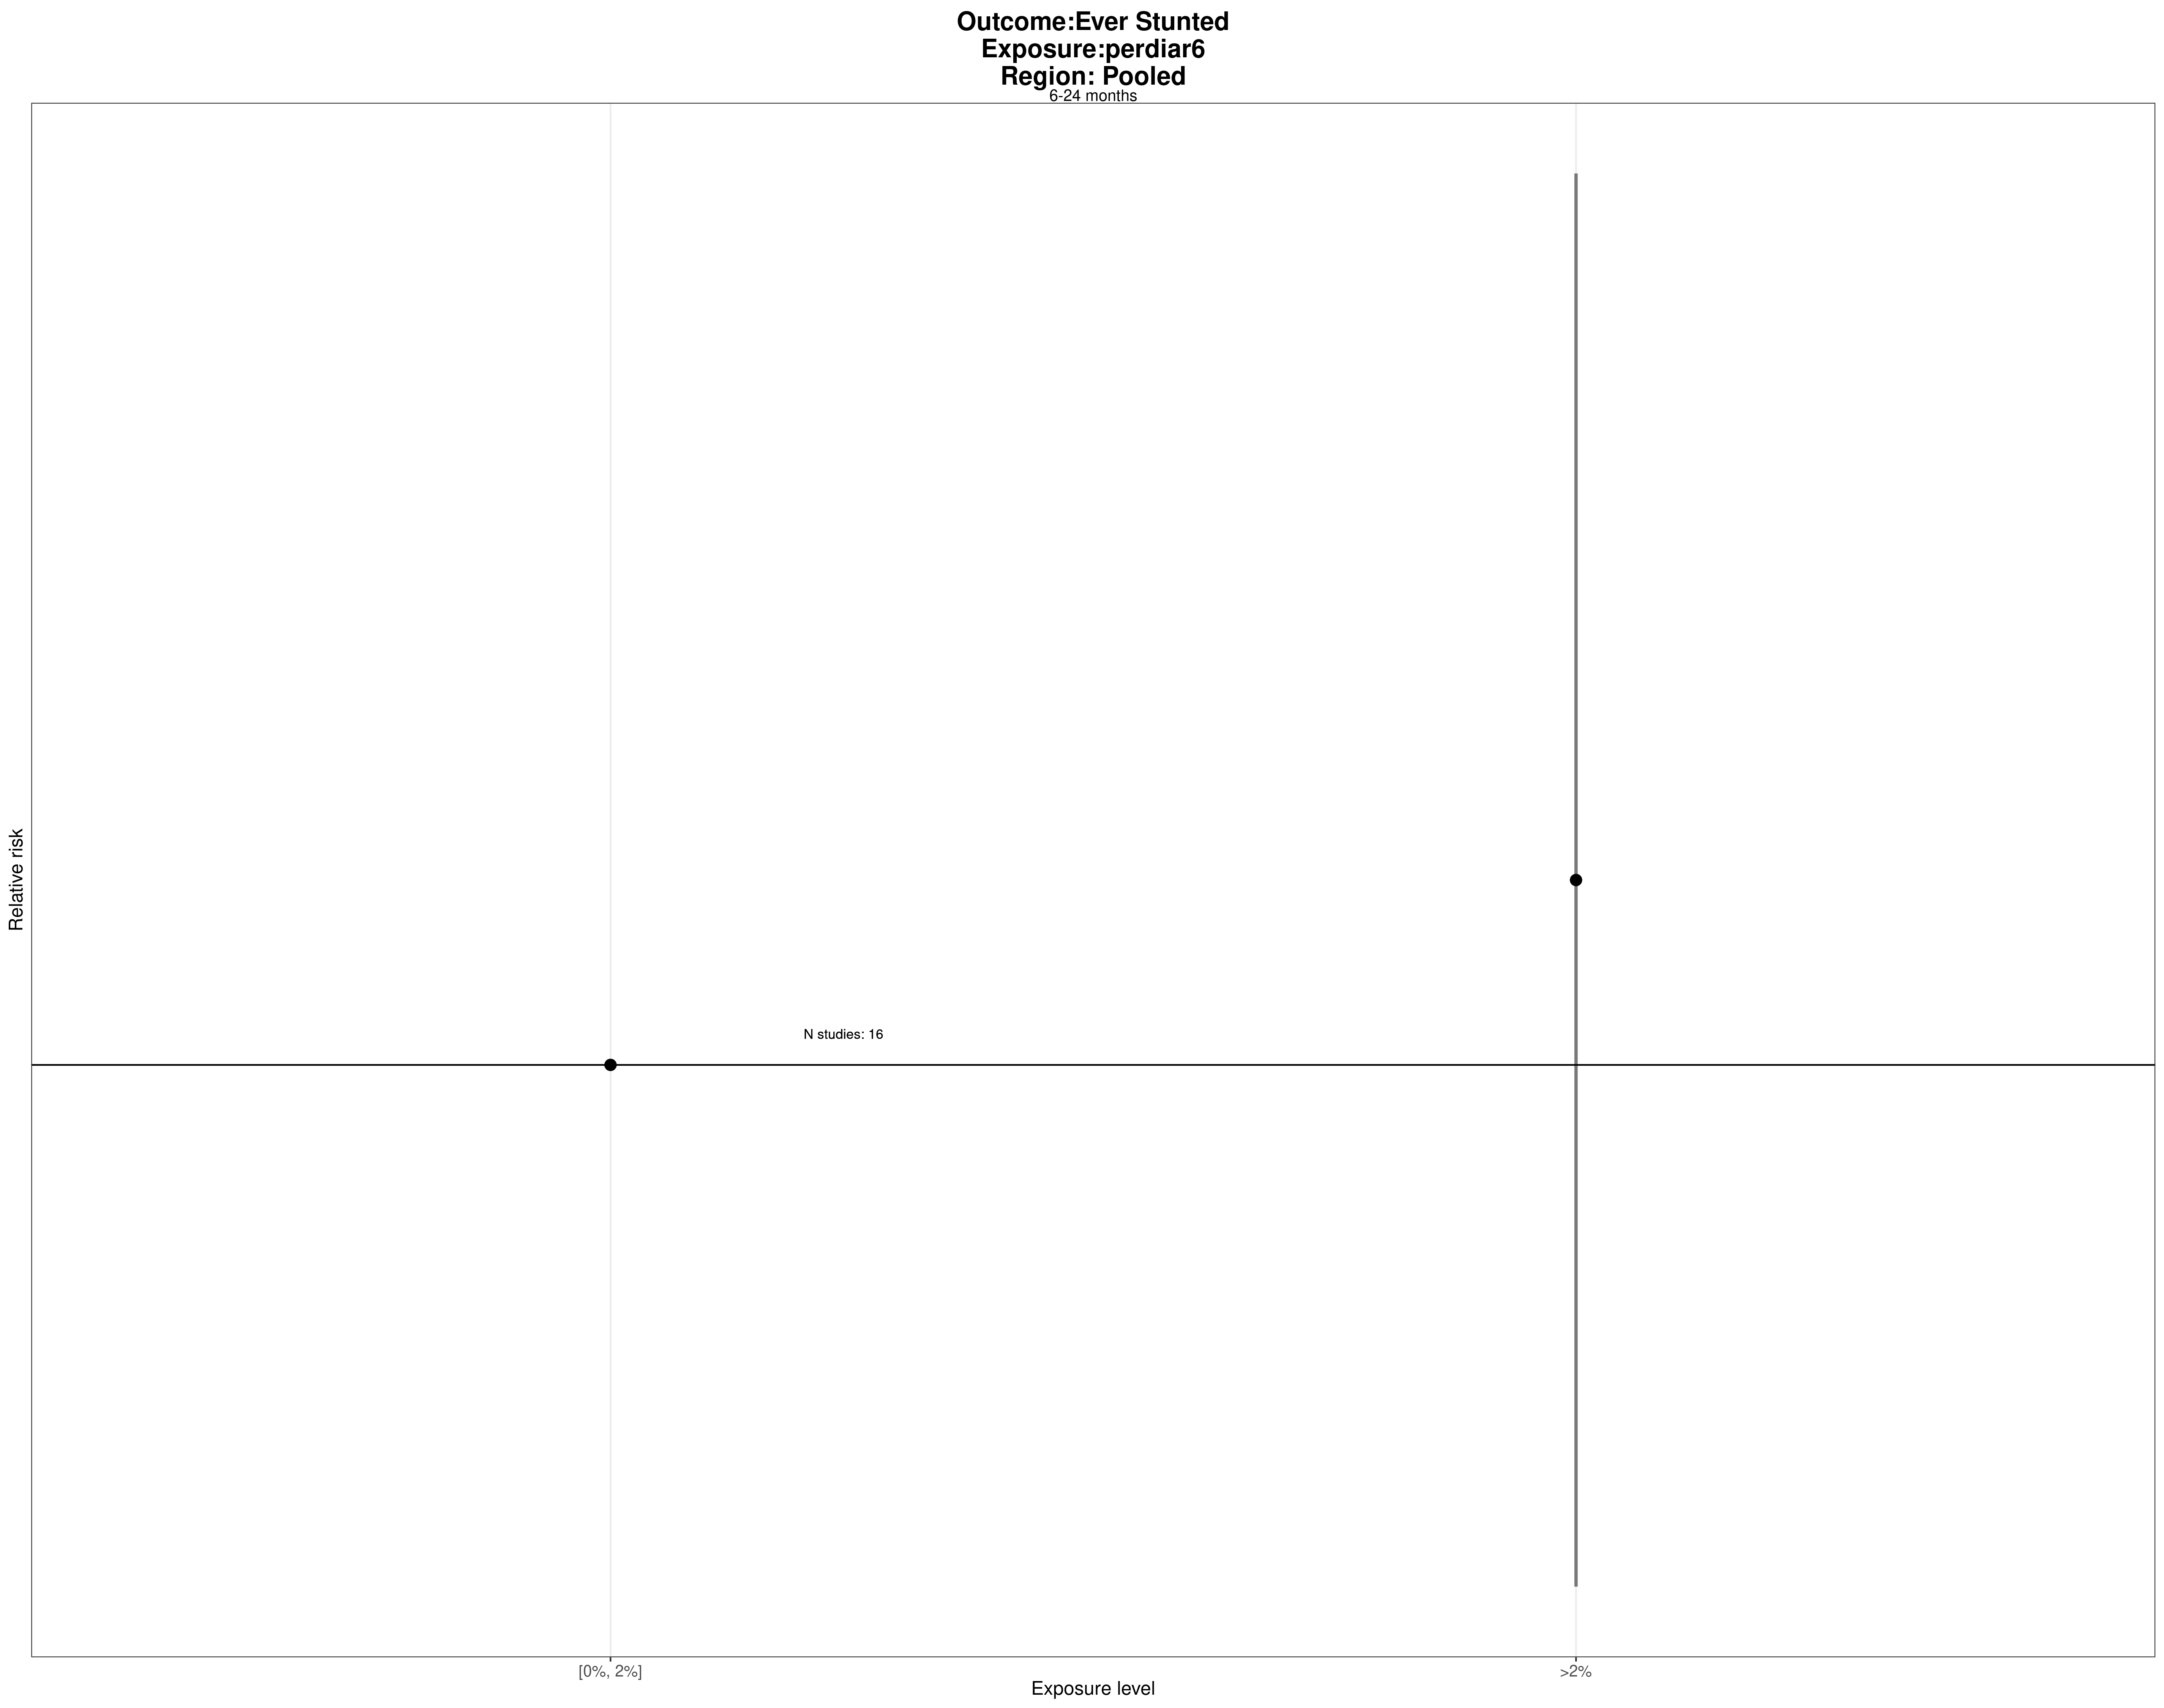 Outcome:Ever Stunted
Exposure:perdiar6
Region: Pooled
6-24 months
Relative risk
N studies: 16
[0%, 2%]
>2%
Exposure level